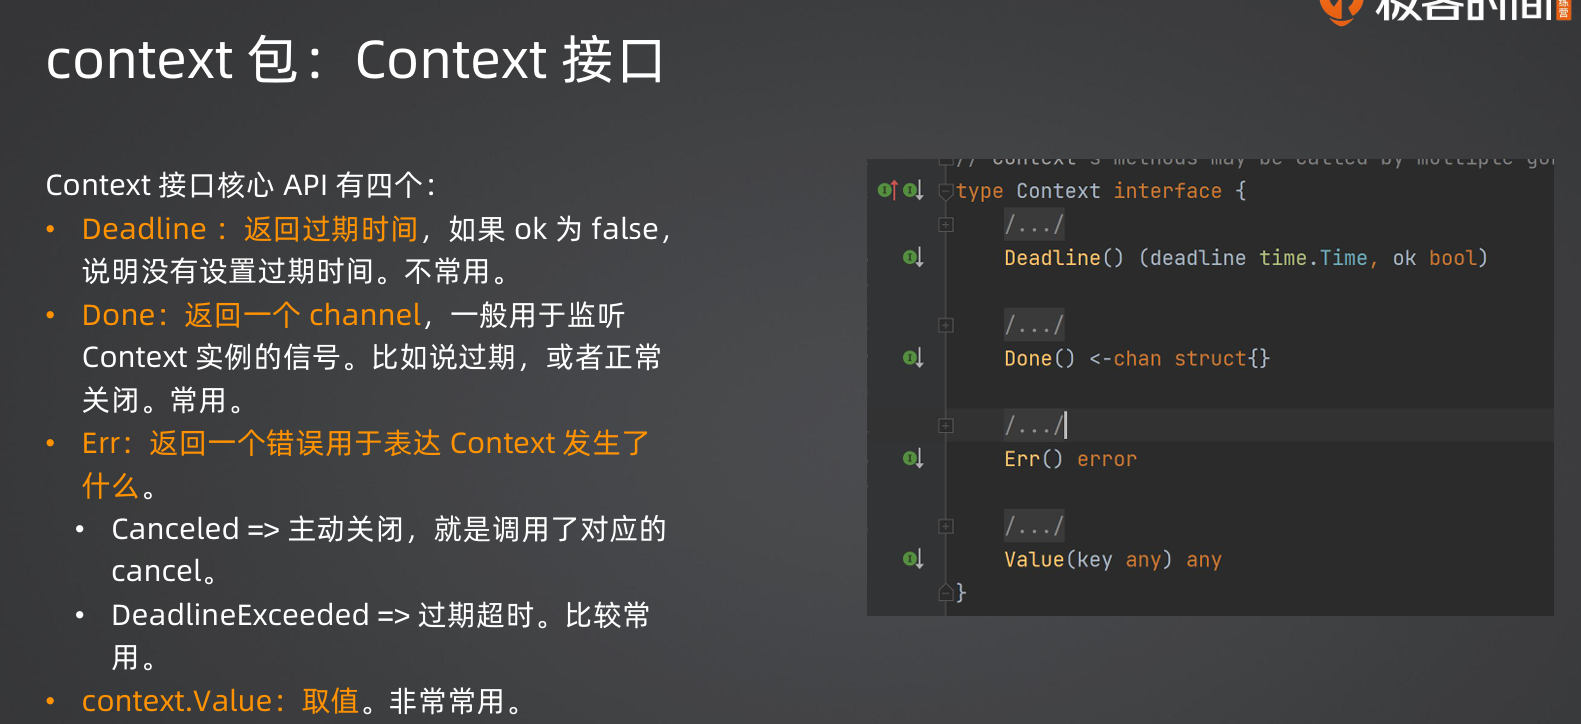 极客时间
context 包：Context 接口
Context 接口核心 API 有四个：
• Deadline ：返回过期时间，如果 ok 为 false，
说明没有设置过期时间。不常用。
• Done：返回一个 channel，一般用于监听
Context 实例的信号。比如说过期，或者正常
关闭。常用。
• Err：返回一个错误用于表达 Context 发生了
什么。
• Canceled => 主动关闭，就是调用了对应的
cancel。
• DeadlineExceeded => 过期超时。比较常
用。
• context.Value：取值。非常常用。
// Context's methods may be called by multiple
type Context interface {
/.../
Deadline() (deadline time.Time, ok bool)
/.../
Done() <-chan struct{}
/.../
Err() error
/.../
Value(key any) any
}